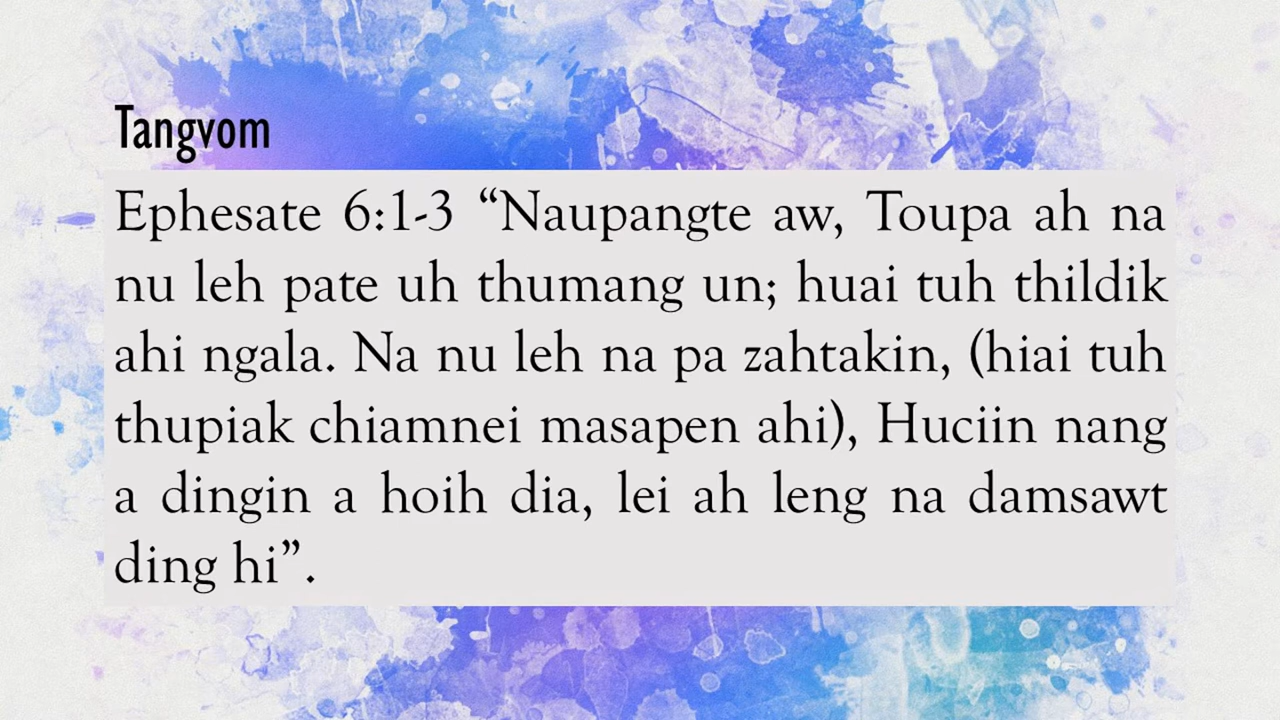 Tangvom
Ephesate 6:1-3 “Naupangte aw, Toupa ah na
nu leh pate uh thumang un; huai tuh thildik
ahi ngala. Na nu leh na pa zahtakin, (hiai tuh
thupiak chiamnei masapen ahi), Huciin nang
a dingin a hoih dia, lei ah leng na damsawt
ding hi”.